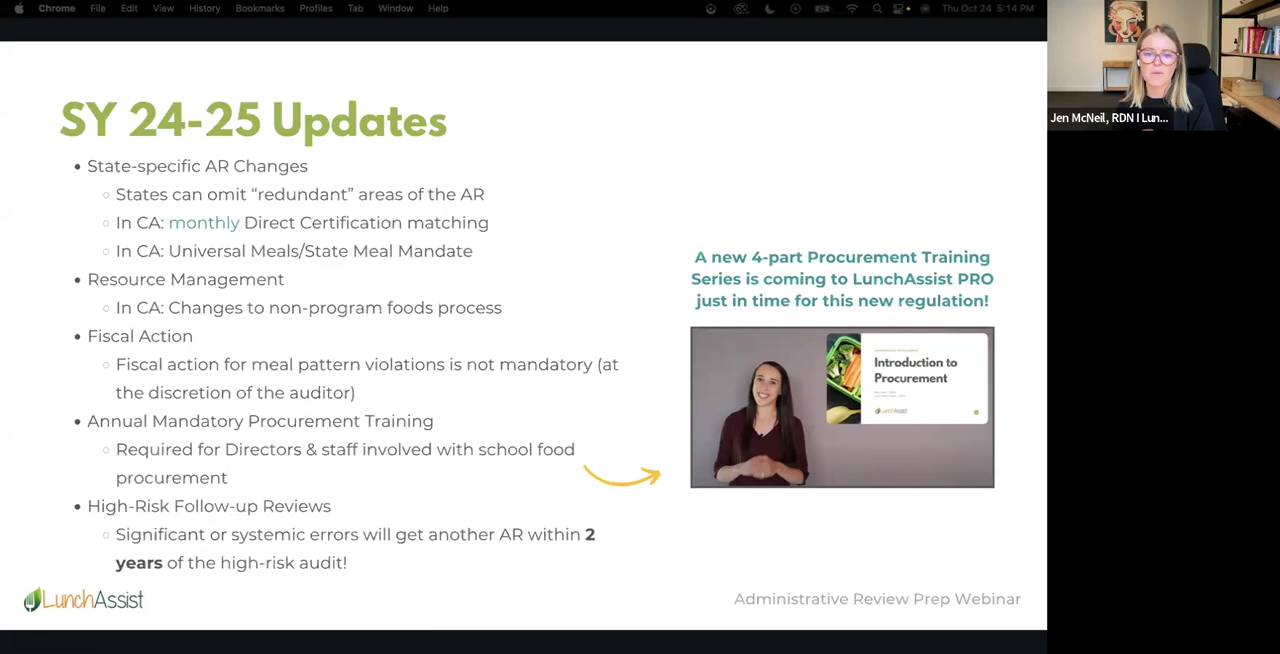 Chrome File Edit View History Bookmarks Profiles Tab Window Help
Thu Oct 24 5:14 PM
SY 24-25 Updates
• State-specific AR Changes
○ States can omit “redundant” areas of the AR
○ In CA: monthly Direct Certification matching
○ In CA: Universal Meals/State Meal Mandate
• Resource Management
○ In CA: Changes to non-program foods process
• Fiscal Action
○ Fiscal action for meal pattern violations is not mandatory (at
the discretion of the auditor)
• Annual Mandatory Procurement Training
○ Required for Directors & staff involved with school food
procurement
• High-Risk Follow-up Reviews
○ Significant or systemic errors will get another AR within 2
years of the high-risk audit!
A new 4-part Procurement Training
Series is coming to LunchAssist PRO
just in time for this new regulation!
Introduction to
Procurement
LunchAssist
LunchAssist
Administrative Review Prep Webinar
Jen McNeil, RDN I Lun...